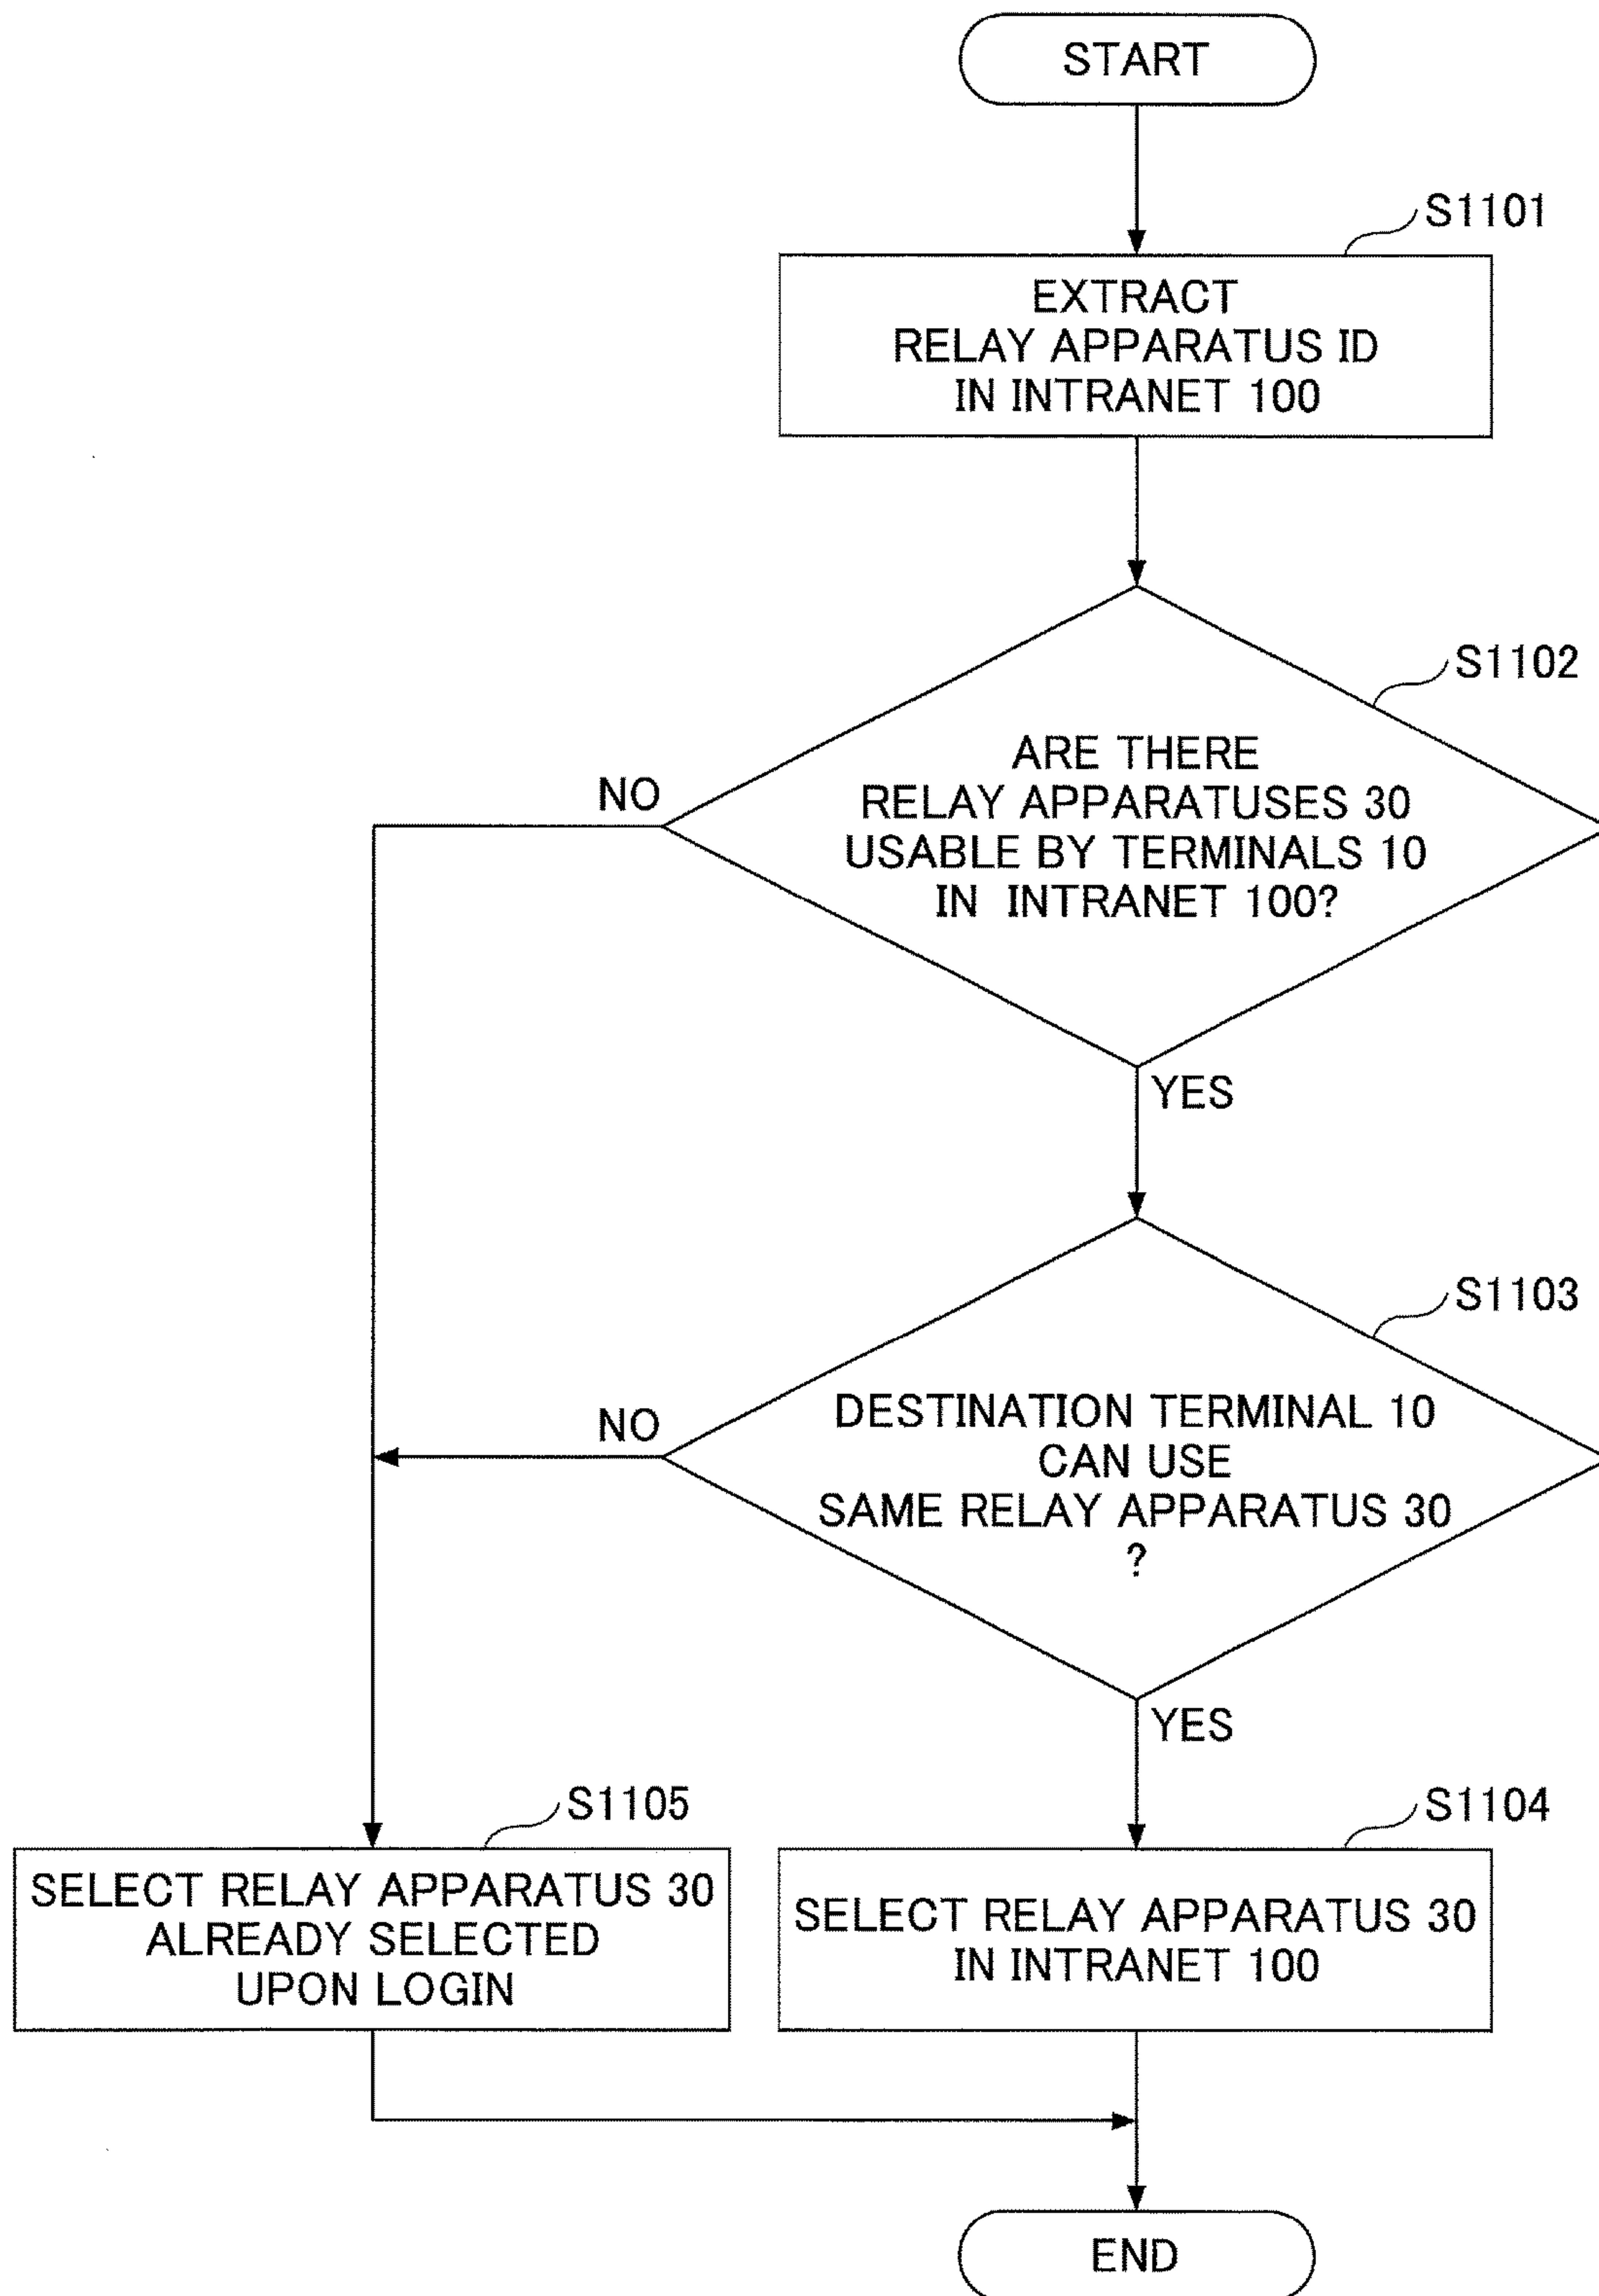 START
S1101
EXTRACT
RELAY APPARATUS ID
IN INTRANET 100
S1102
ARE THERE
RELAY APPARATUSES 30
USABLE BY TERMINALS 10
IN INTRANET 100?
NO
YES
S1103
DESTINATION TERMINAL 10
CAN USE
SAME RELAY APPARATUS 30
?
NO
YES
S1105
SELECT RELAY APPARATUS 30
ALREADY SELECTED
UPON LOGIN
S1104
SELECT RELAY APPARATUS 30
IN INTRANET 100
END